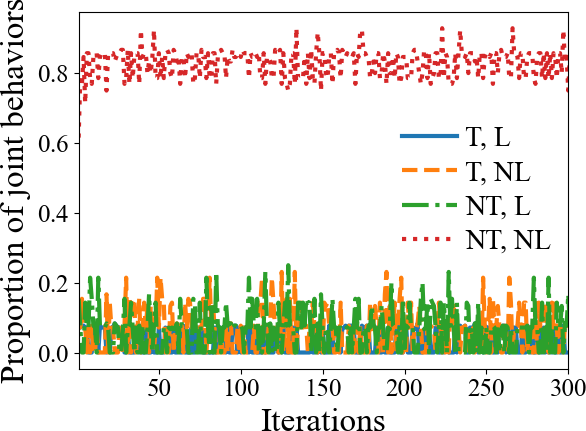 Proportion of joint behaviors
0.8
0.6
0.4
0.2
0.0
T, L
T, NL
NT, L
NT, NL
50 100 150 200 250 300
Iterations